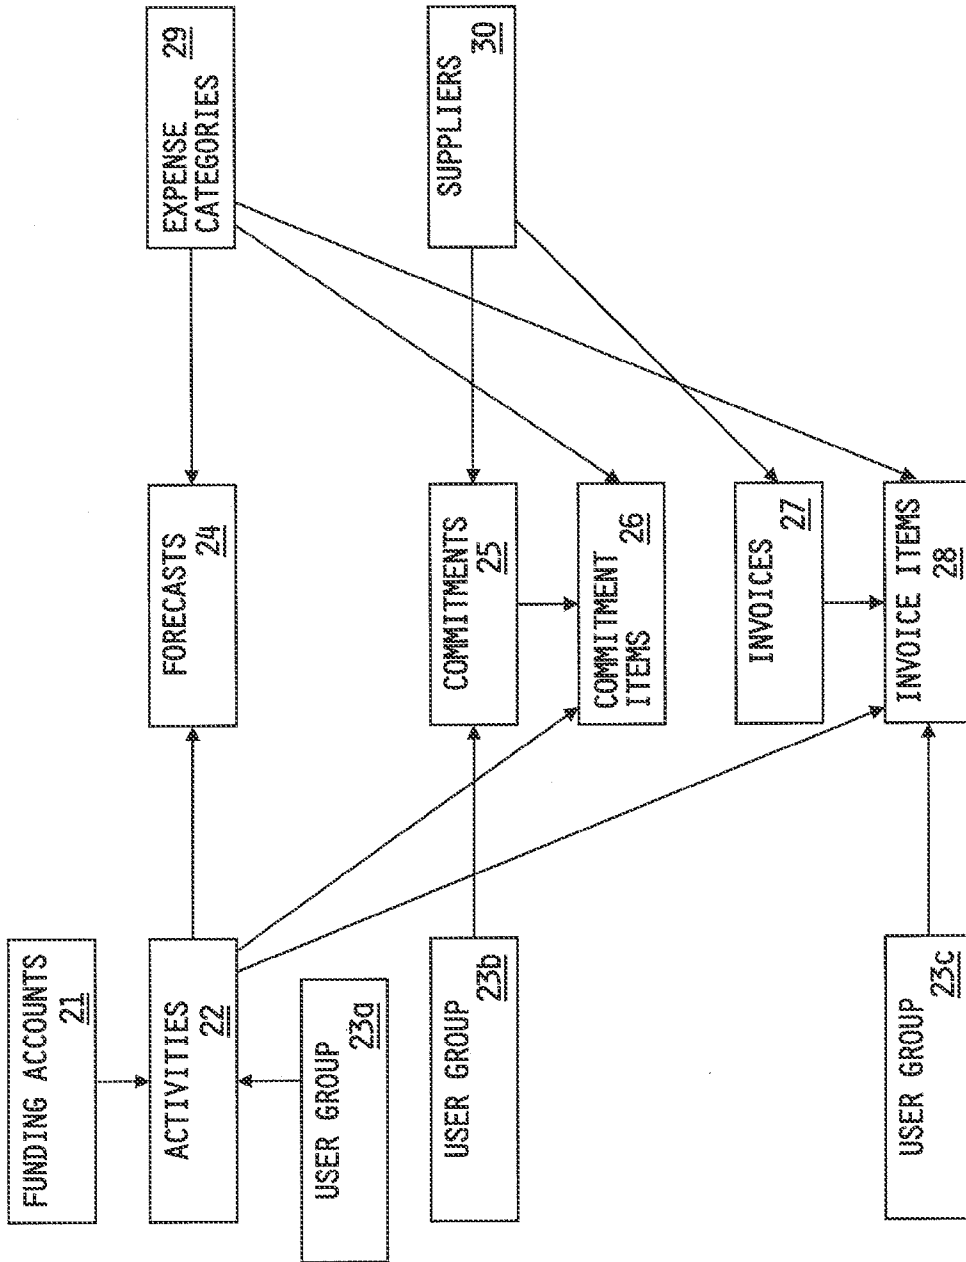 FUNDING ACCOUNTS
21
ACTIVITIES
22
USER GROUP
23a
USER GROUP
23b
USER GROUP
23c
FORECASTS
24
COMMITMENTS
25
COMMITMENT
ITEMS
26
INVOICES
27
INVOICE ITEMS
28
EXPENSE
CATEGORIES
29
SUPPLIERS
30